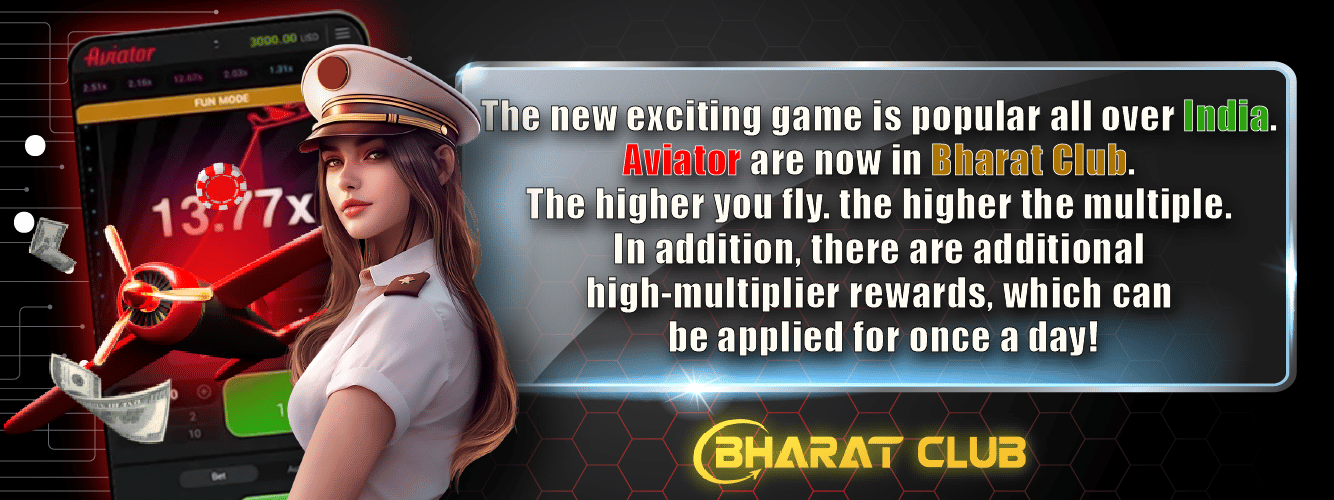 Aviator
3000.00 USD
2.51x 2.16x 12.67x 2.03x 1.31x
FUN MODE
13.77x
2
10
Bet
The new exciting game is popular all over India.
Aviator are now in Bharat Club.
The higher you fly. the higher the multiple.
In addition, there are additional
high-multiplier rewards, which can
be applied for once a day!
BHARAT CLUB